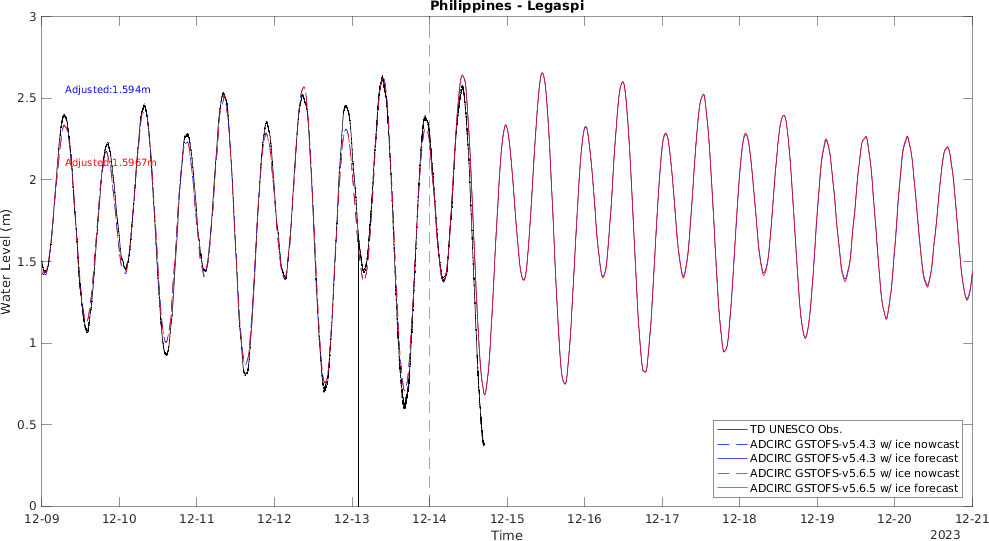 Philippines - Legaspi
3
2.5
2
1.5
1
0.5
0
Water Level (m)
Adjusted:1.594m
Adjusted:1.5967m
TD UNESCO Obs.
ADCIRC GSTOFS-v5.4.3 w/ ice nowcast
ADCIRC GSTOFS-v5.4.3 w/ ice forecast
ADCIRC GSTOFS-v5.6.5 w/ ice nowcast
ADCIRC GSTOFS-v5.6.5 w/ ice forecast
12-09 12-10 12-11 12-12 12-13 12-14 12-15 12-16 12-17 12-18 12-19 12-20 12-21
Time
2023